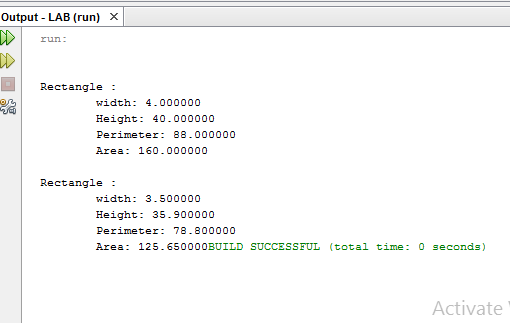 Output - LAB (run) ×
run:
Rectangle :
width: 4.000000
Height: 40.000000
Perimeter: 88.000000
Area: 160.000000
Rectangle :
width: 3.500000
Height: 35.900000
Perimeter: 78.800000
Area: 125.650000BUILD SUCCESSFUL (total time: 0 seconds)
Activate